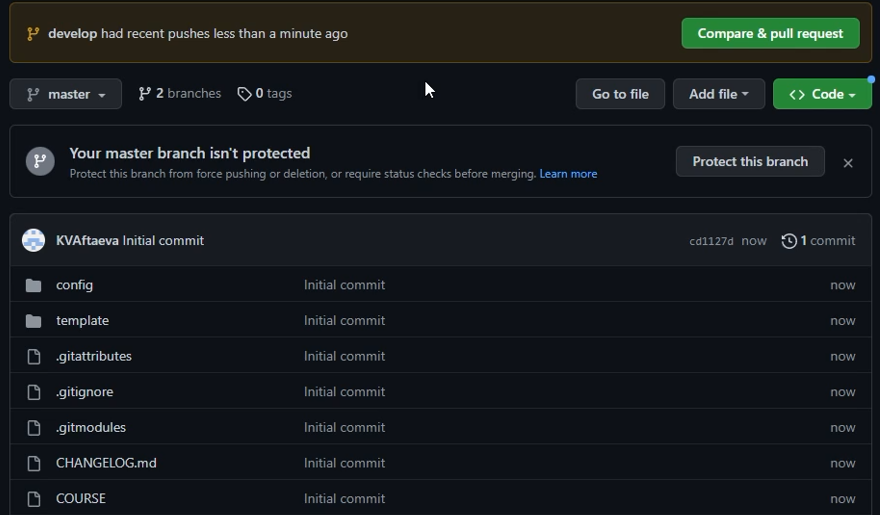 develop had recent pushes less than a minute ago
Compare & pull request
master 2 branches 0 tags Go to file Add file Code
Your master branch isn't protected
Protect this branch from force pushing or deletion, or require status checks before merging. Learn more
Protect this branch
KVAftaeva Initial commit cd1127d now 1 commit
config Initial commit now
template Initial commit now
.gitattributes Initial commit now
.gitignore Initial commit now
.gitmodules Initial commit now
CHANGELOG.md Initial commit now
COURSE Initial commit now